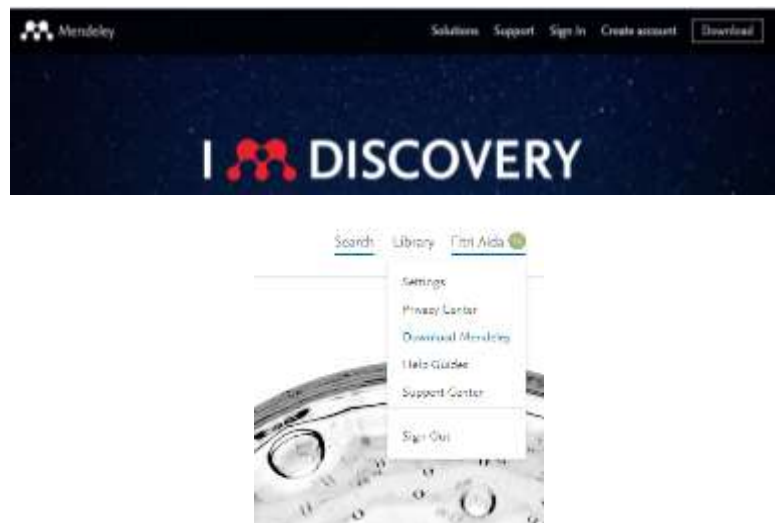 Mendeley Solutions Support Sign In Create account Download
I DISCOVERY
Search Library Fitri Aida
Settings
Privacy Center
Download Mendeley
Help Guides
Support Center
Sign Out